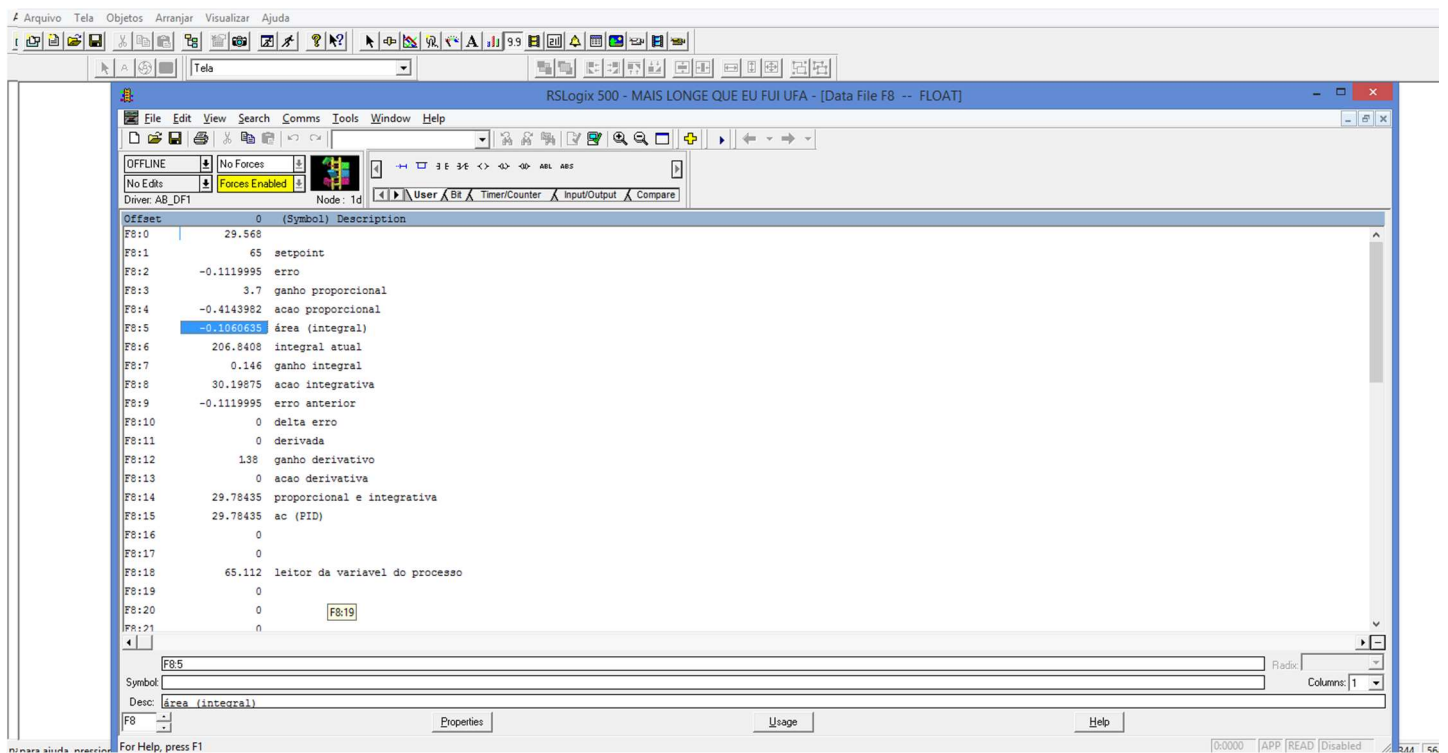 Arquivo Tela Objetos Arranjar Visualizar Ajuda
Tela
RSLogix 500 - MAIS LONGE QUE EU FUI UFA - [Data File F8 -- FLOAT]
File Edit View Search Comms Tools Window Help
OFFLINE No Forces
No Edits Forces Enabled
Driver: AB_DF1 Node : 1d
ABL ABS
User Bit Timer/Counter Input/Output Compare
Offset 0 (Symbol) Description
F8:0 29.568
F8:1 65 setpoint
F8:2 -0.1119995 erro
F8:3 3.7 ganho proporcional
F8:4 -0.4143982 acao proporcional
F8:5 -0.1060635 área (integral)
F8:6 206.8408 integral atual
F8:7 0.146 ganho integral
F8:8 30.19875 acao integrativa
F8:9 -0.1119995 erro anterior
F8:10 0 delta erro
F8:11 0 derivada
F8:12 1.38 ganho derivativo
F8:13 0 acao derivativa
F8:14 29.78435 proporcional e integrativa
F8:15 29.78435 ac (PID)
F8:16 0
F8:17 0
F8:18 65.112 leitor da variavel do processo
F8:19 0
F8:20 0 F8:19
F8:21 0
F8:5 Radix:
Symbol: Columns: 1
Desc: área (integral)
F8 Properties Usage Help
For Help, press F1 0:0000 APP READ Disabled